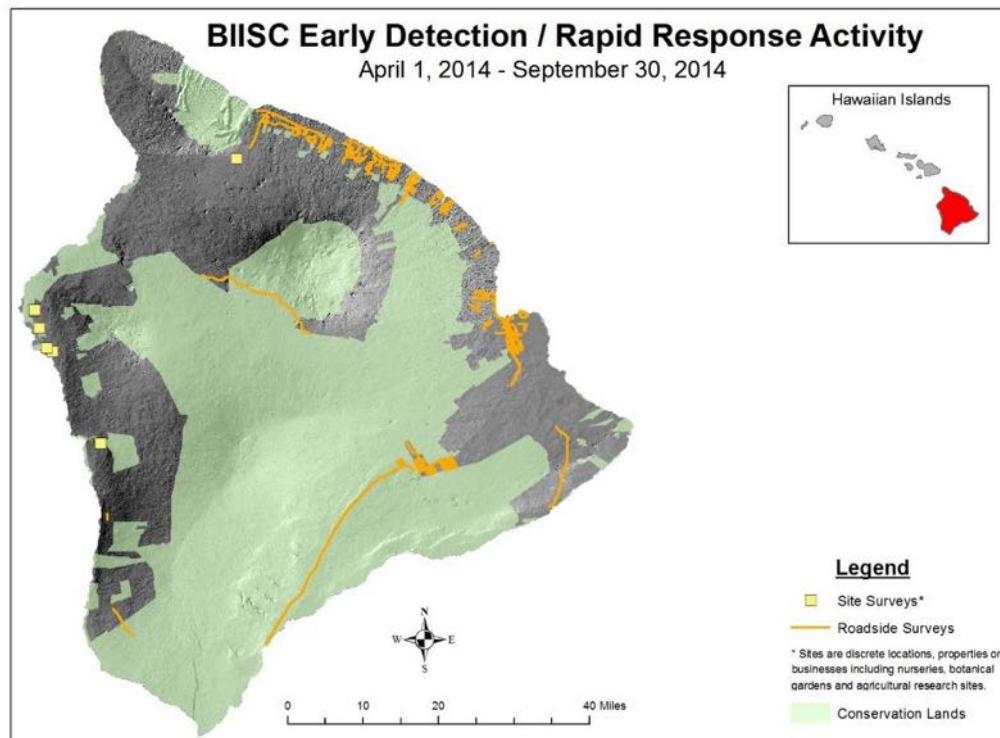 BIISC Early Detection / Rapid Response Activity
April 1, 2014 - September 30, 2014
Hawaiian Islands
N
W
E
S
0
10
20
40 Miles
Legend
Site Surveys*
Roadside Surveys
* Sites are discrete locations, properties or
businesses including nurseries, botanical
gardens and agricultural research sites.
Conservation Lands